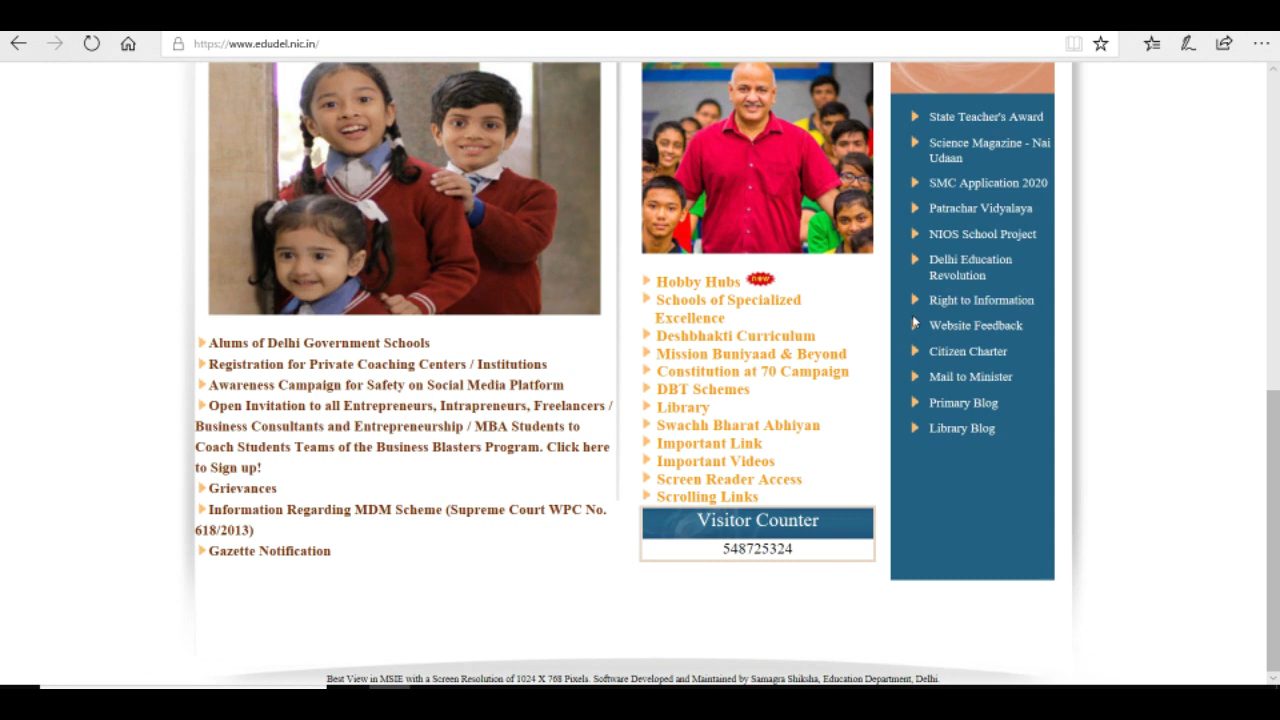 https://www.edudel.nic.in/
Alums of Delhi Government Schools
Registration for Private Coaching Centers / Institutions
Awareness Campaign for Safety on Social Media Platform
Open Invitation to all Entrepreneurs, Intrapreneurs, Freelancers /
Business Consultants and Entrepreneurship / MBA Students to
Coach Students Teams of the Business Blasters Program. Click here
to Sign up!
Grievances
Information Regarding MDM Scheme (Supreme Court WPC No.
618/2013)
Gazette Notification
Hobby Hubs
Schools of Specialized
Excellence
Deshbhakti Curriculum
Mission Buniyaad & Beyond
Constitution at 70 Campaign
DBT Schemes
Library
Swachh Bharat Abhiyan
Important Link
Important Videos
Screen Reader Access
Scrolling Links
Visitor Counter
548725324
State Teacher's Award
Science Magazine - Nai
Udaan
SMC Application 2020
Patrachar Vidyalaya
NIOS School Project
Delhi Education
Revolution
Right to Information
Website Feedback
Citizen Charter
Mail to Minister
Primary Blog
Library Blog
Best View in MSIE with a Screen Resolution of 1024 X 768 Pixels. Software Developed and Maintained by Samagra Shiksha, Education Department, Delhi.